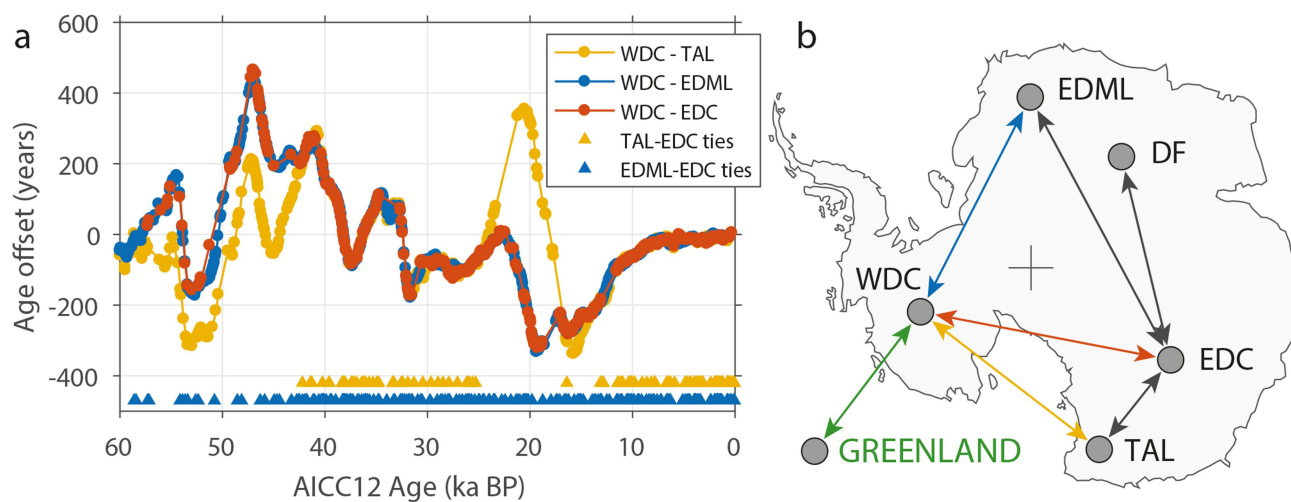 a
600
400
200
0
-200
-400
Age offset (years)
WDC - TAL
WDC - EDML
WDC - EDC
TAL-EDC ties
EDML-EDC ties
60 50 40 30 20 10 0
AICC12 Age (ka BP)
b
EDML
DF
WDC
EDC
GREENLAND
TAL